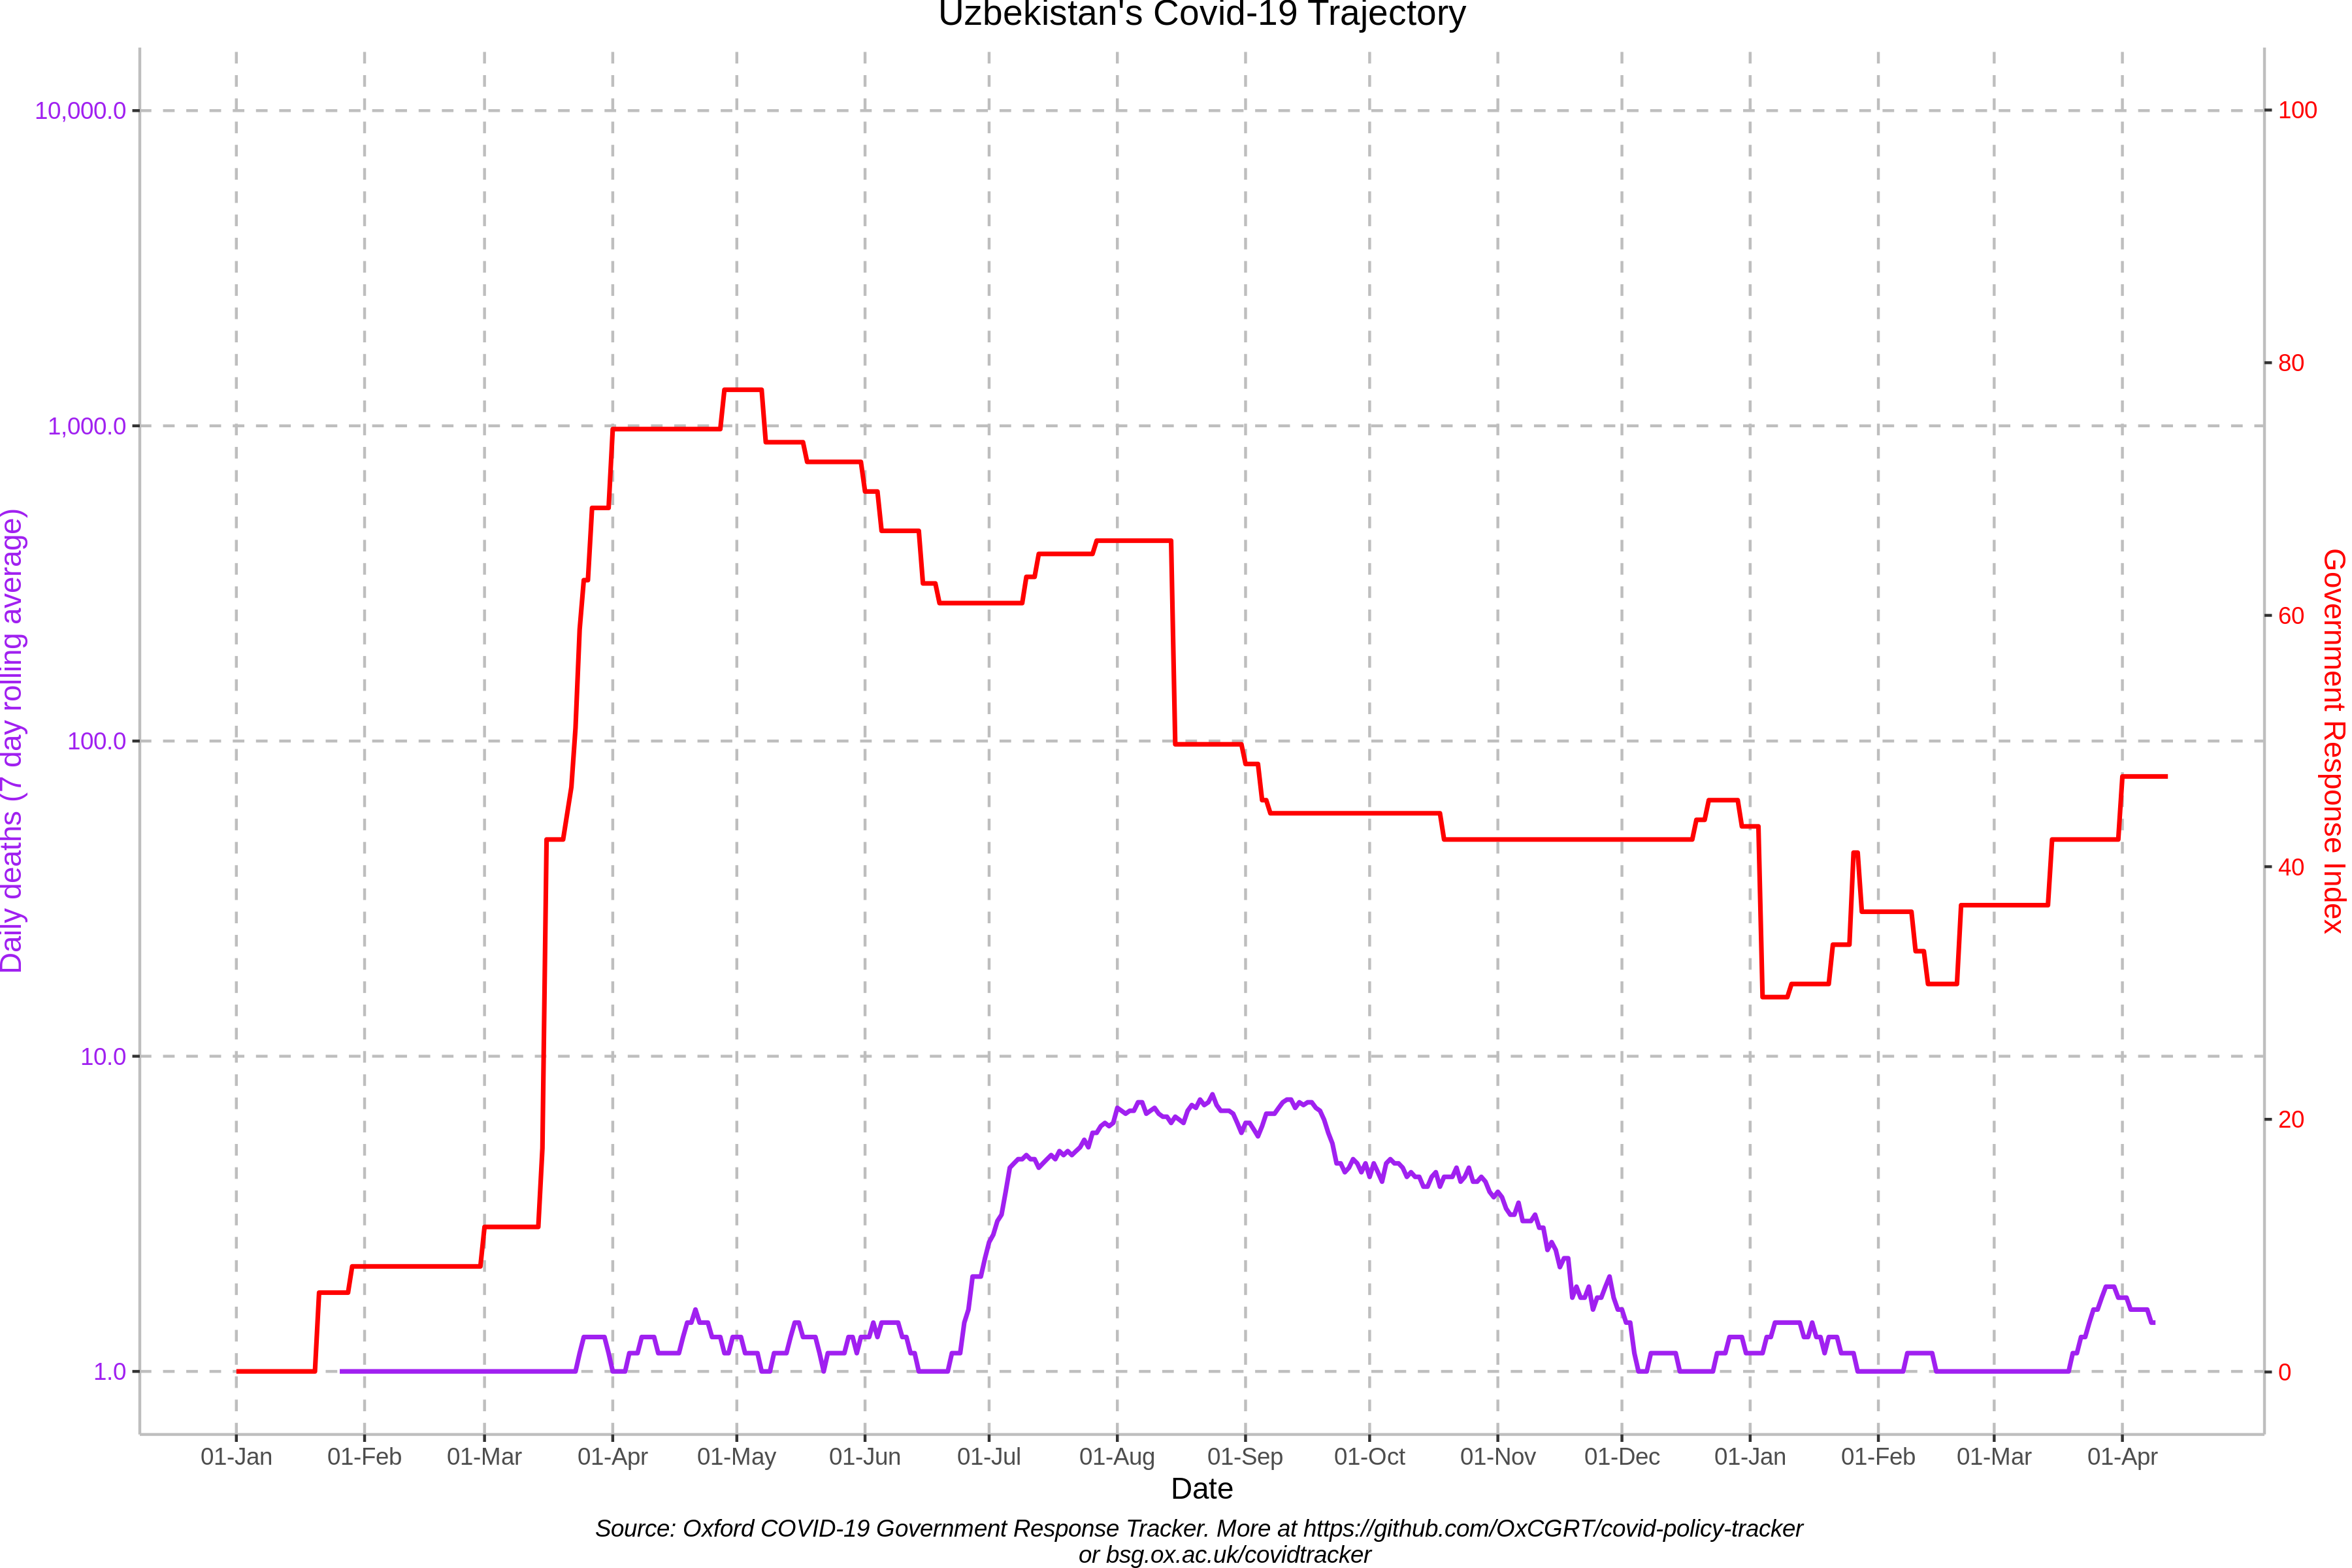 Uzbekistan's Covid-19 Trajectory
10,000.0
1,000.0
100.0
10.0
1.0
Daily deaths (7 day rolling average)
100
80
60
40
20
0
Government Response Index
01-Jan 01-Feb 01-Mar 01-Apr 01-May 01-Jun 01-Jul 01-Aug 01-Sep 01-Oct 01-Nov 01-Dec 01-Jan 01-Feb 01-Mar 01-Apr
Date
Source: Oxford COVID-19 Government Response Tracker. More at https://github.com/OxCGRT/covid-policy-tracker
or bsg.ox.ac.uk/covidtracker